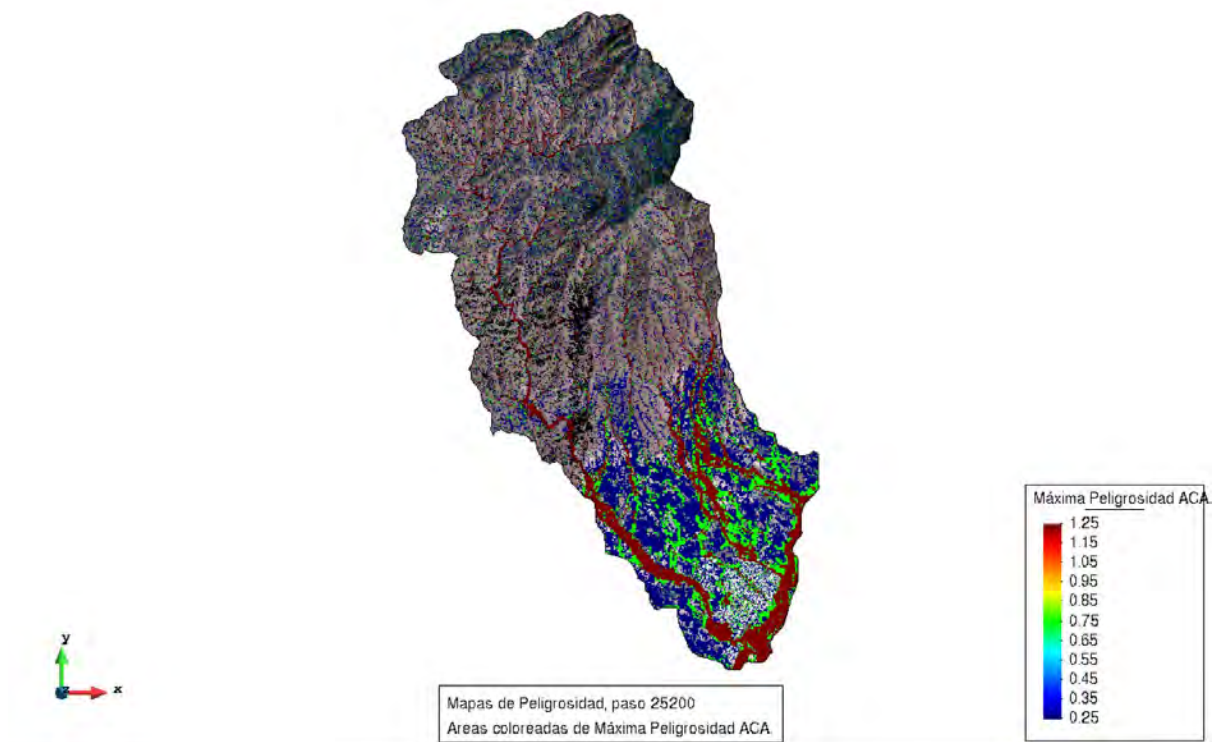 Máxima Peligrosidad ACA.
1.25
1.15
1.05
0.95
0.85
0.75
0.65
0.55
0.45
0.35
0.25
y
z
x
Mapas de Peligrosidad, paso 25200
Areas coloreadas de Máxima Peligrosidad ACA.